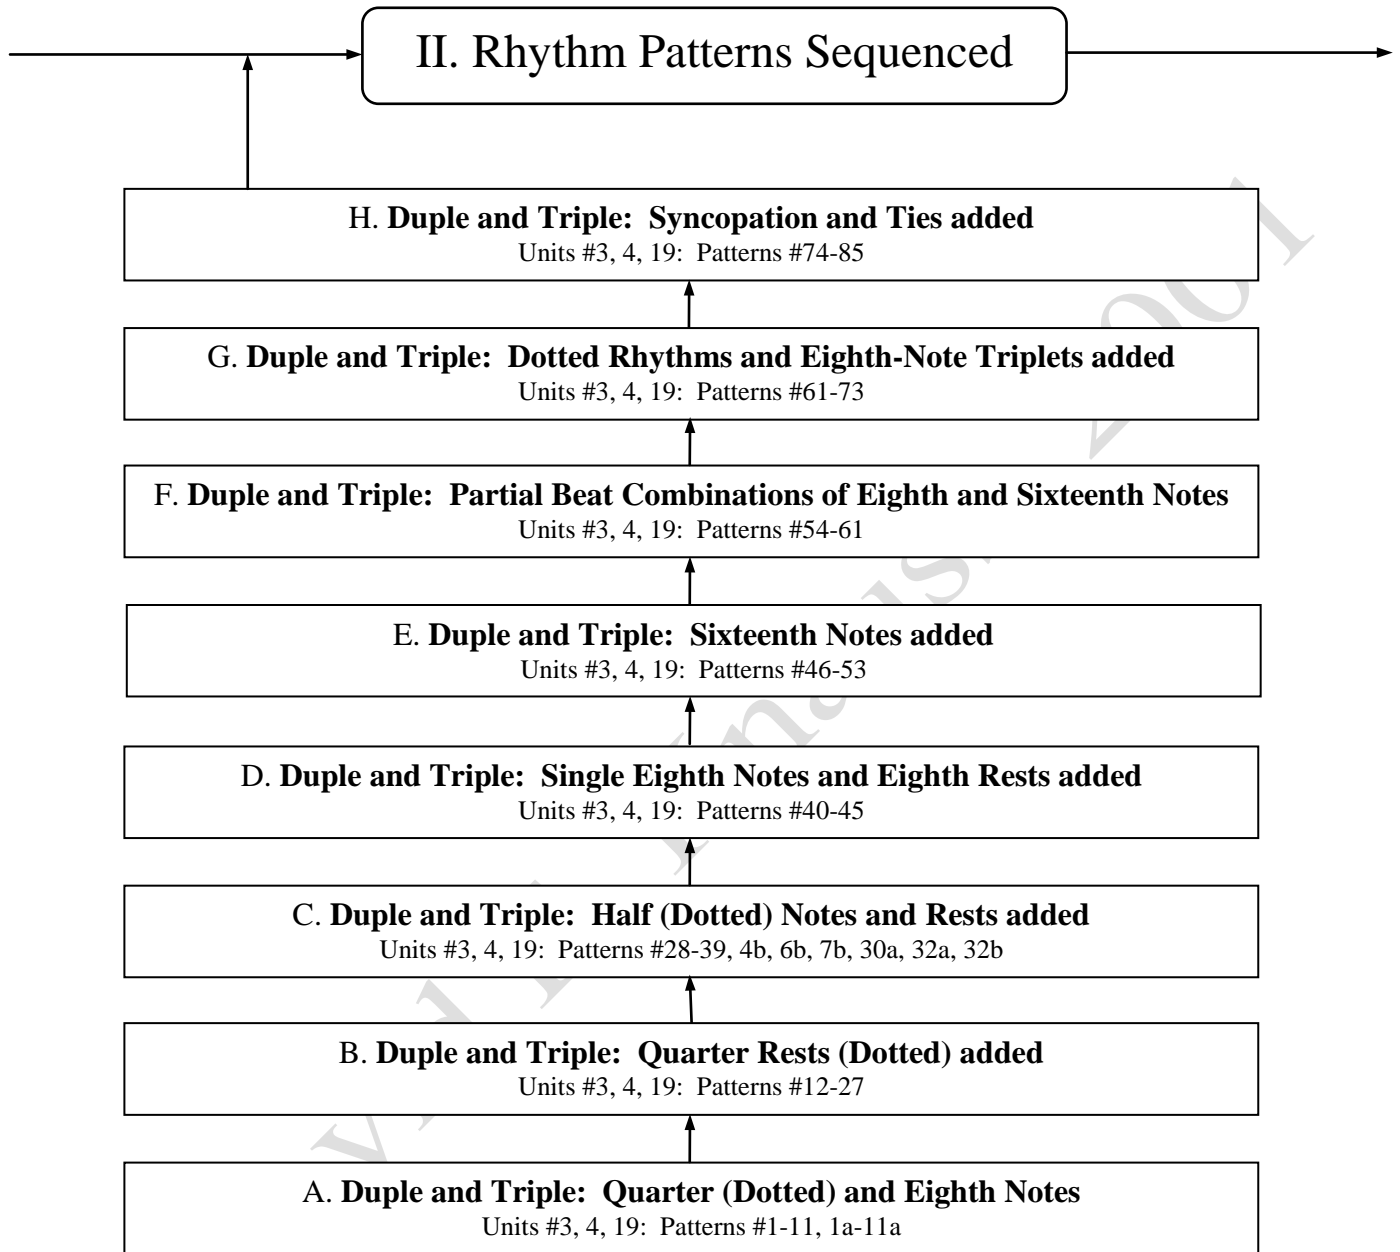 II. Rhythm Patterns Sequenced
H. Duple and Triple: Syncopation and Ties added
Units #3, 4, 19: Patterns #74-85
G. Duple and Triple: Dotted Rhythms and Eighth-Note Triplets added
Units #3, 4, 19: Patterns #61-73
F. Duple and Triple: Partial Beat Combinations of Eighth and Sixteenth Notes
Units #3, 4, 19: Patterns #54-61
E. Duple and Triple: Sixteenth Notes added
Units #3, 4, 19: Patterns #46-53
D. Duple and Triple: Single Eighth Notes and Eighth Rests added
Units #3, 4, 19: Patterns #40-45
C. Duple and Triple: Half (Dotted) Notes and Rests added
Units #3, 4, 19: Patterns #28-39, 4b, 6b, 7b, 30a, 32a, 32b
B. Duple and Triple: Quarter Rests (Dotted) added
Units #3, 4, 19: Patterns #12-27
A. Duple and Triple: Quarter (Dotted) and Eighth Notes
Units #3, 4, 19: Patterns #1-11, 1a-11a